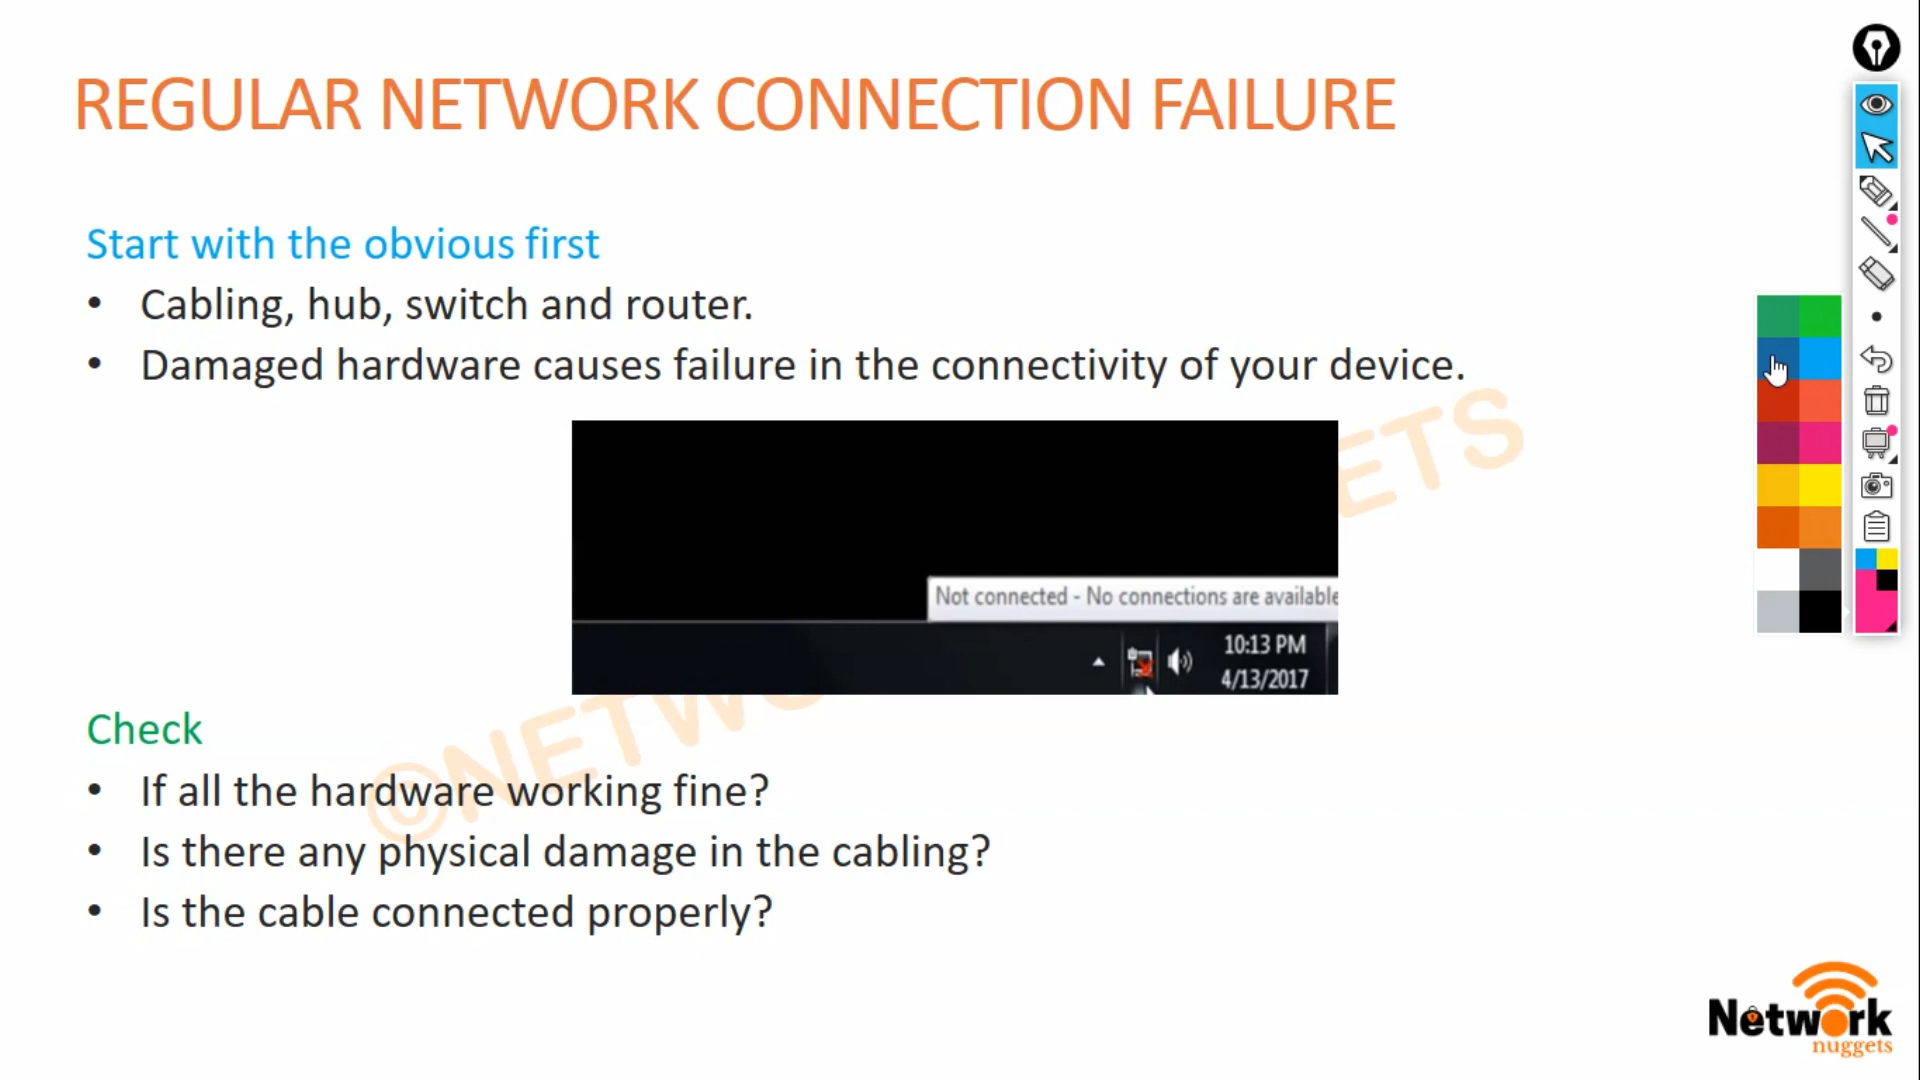 REGULAR NETWORK CONNECTION FAILURE
Start with the obvious first
• Cabling, hub, switch and router.
• Damaged hardware causes failure in the connectivity of your device.
Not connected - No connections are available
10:13 PM
4/13/2017
Check
• If all the hardware working fine?
• Is there any physical damage in the cabling?
• Is the cable connected properly?
Network
nuggets